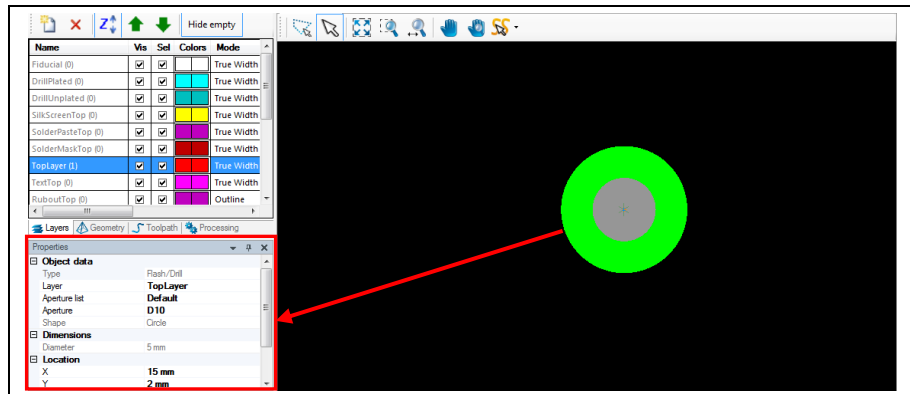 Hide empty
Name Vis Sel Colors Mode
Fiducial (0) True Width
DrillPlated (0) True Width
DrillUnplated (0) True Width
SilkScreenTop (0) True Width
SolderPasteTop (0) True Width
SolderMaskTop (0) True Width
TopLayer (1) True Width
TextTop (0) True Width
RuboutTop (0) Outline
Layers Geometry Toolpath Processing
Properties
Object data
Type Flash/Drill
Layer TopLayer
Aperture list Default
Aperture D10
Shape Circle
Dimensions
Diameter 5 mm
Location
X 15 mm
Y 2 mm